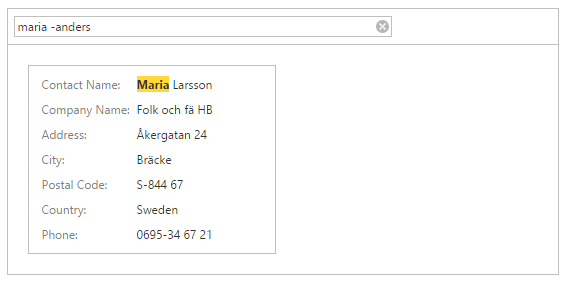 maria -anders
Contact Name: Maria Larsson
Company Name: Folk och fä HB
Address: Åkergatan 24
City: Bräcke
Postal Code: S-844 67
Country: Sweden
Phone: 0695-34 67 21